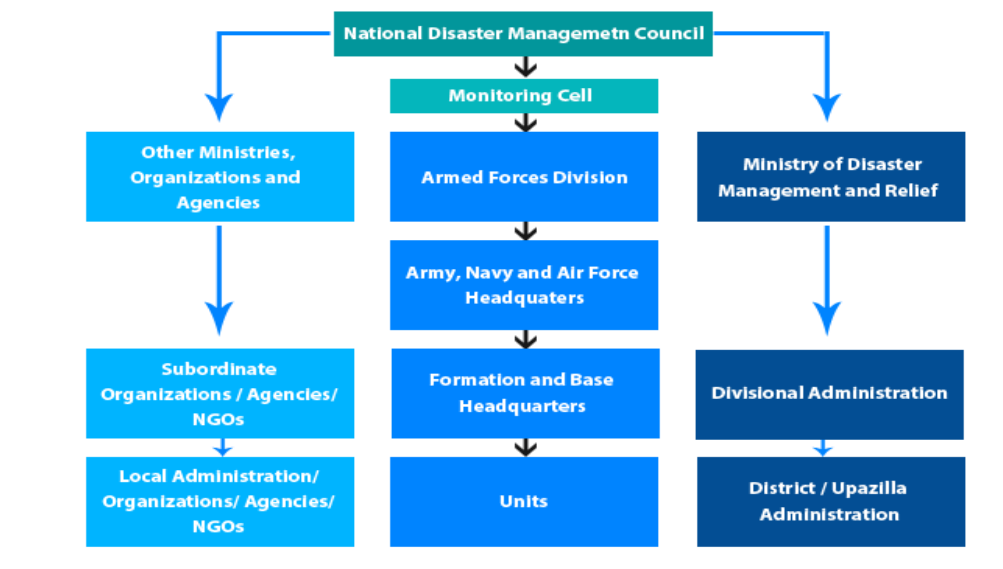 National Disaster Managemetn Council
Monitoring Cell
Other Ministries,
Organizations and
Agencies
Armed Forces Division
Ministry of Disaster
Management and Relief
Army, Navy and Air Force
Headquaters
Subordinate
Organizations / Agencies/
NGOs
Formation and Base
Headquarters
Divisional Administration
Local Administration/
Organizations/ Agencies/
NGOs
Units
District / Upazilla
Administration